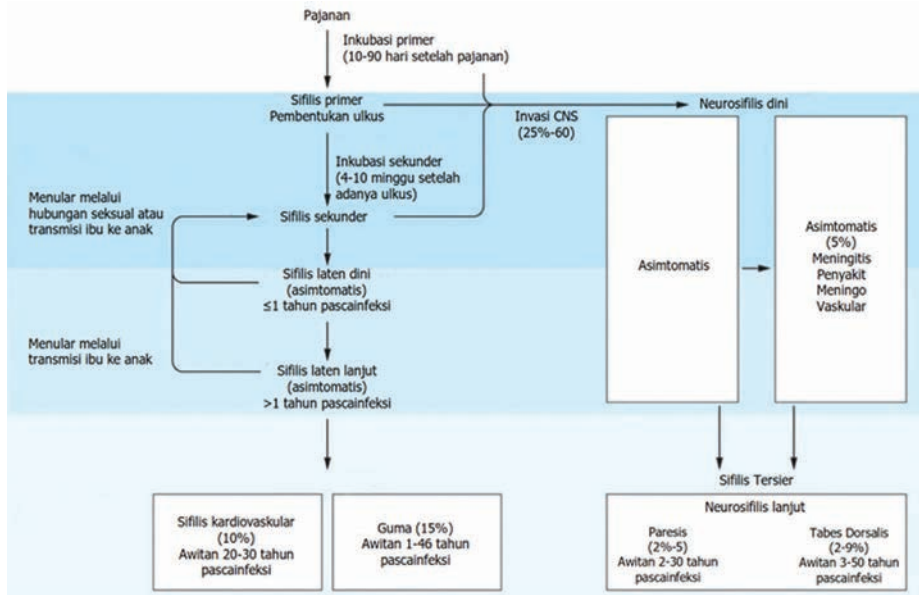 Pajanan
Inkubasi primer
(10-90 hari setelah pajanan)
Sifilis primer
Pembentukan ulkus
Invasi CNS
(25%-60)
Neurosifilis dini
Inkubasi sekunder
(4-10 minggu setelah
adanya ulkus)
Menular melalui
hubungan seksual atau
transmisi ibu ke anak
Sifilis sekunder
Asimtomatis
Asimtomatis
(5%)
Meningitis
Penyakit
Meningo
Vaskular
Sifilis laten dini
(asimtomatis)
≤1 tahun pascainfeksi
Menular melalui
transmisi ibu ke anak
Sifilis laten lanjut
(asimtomatis)
>1 tahun pascainfeksi
Sifilis Tersier
Sifilis kardiovaskular
(10%)
Awitan 20-30 tahun
pascainfeksi
Guma (15%)
Awitan 1-46 tahun
pascainfeksi
Neurosifilis lanjut
Paresis
(2%-5)
Awitan 2-30 tahun
pascainfeksi
Tabes Dorsalis
(2-9%)
Awitan 3-50 tahun
pascainfeksi